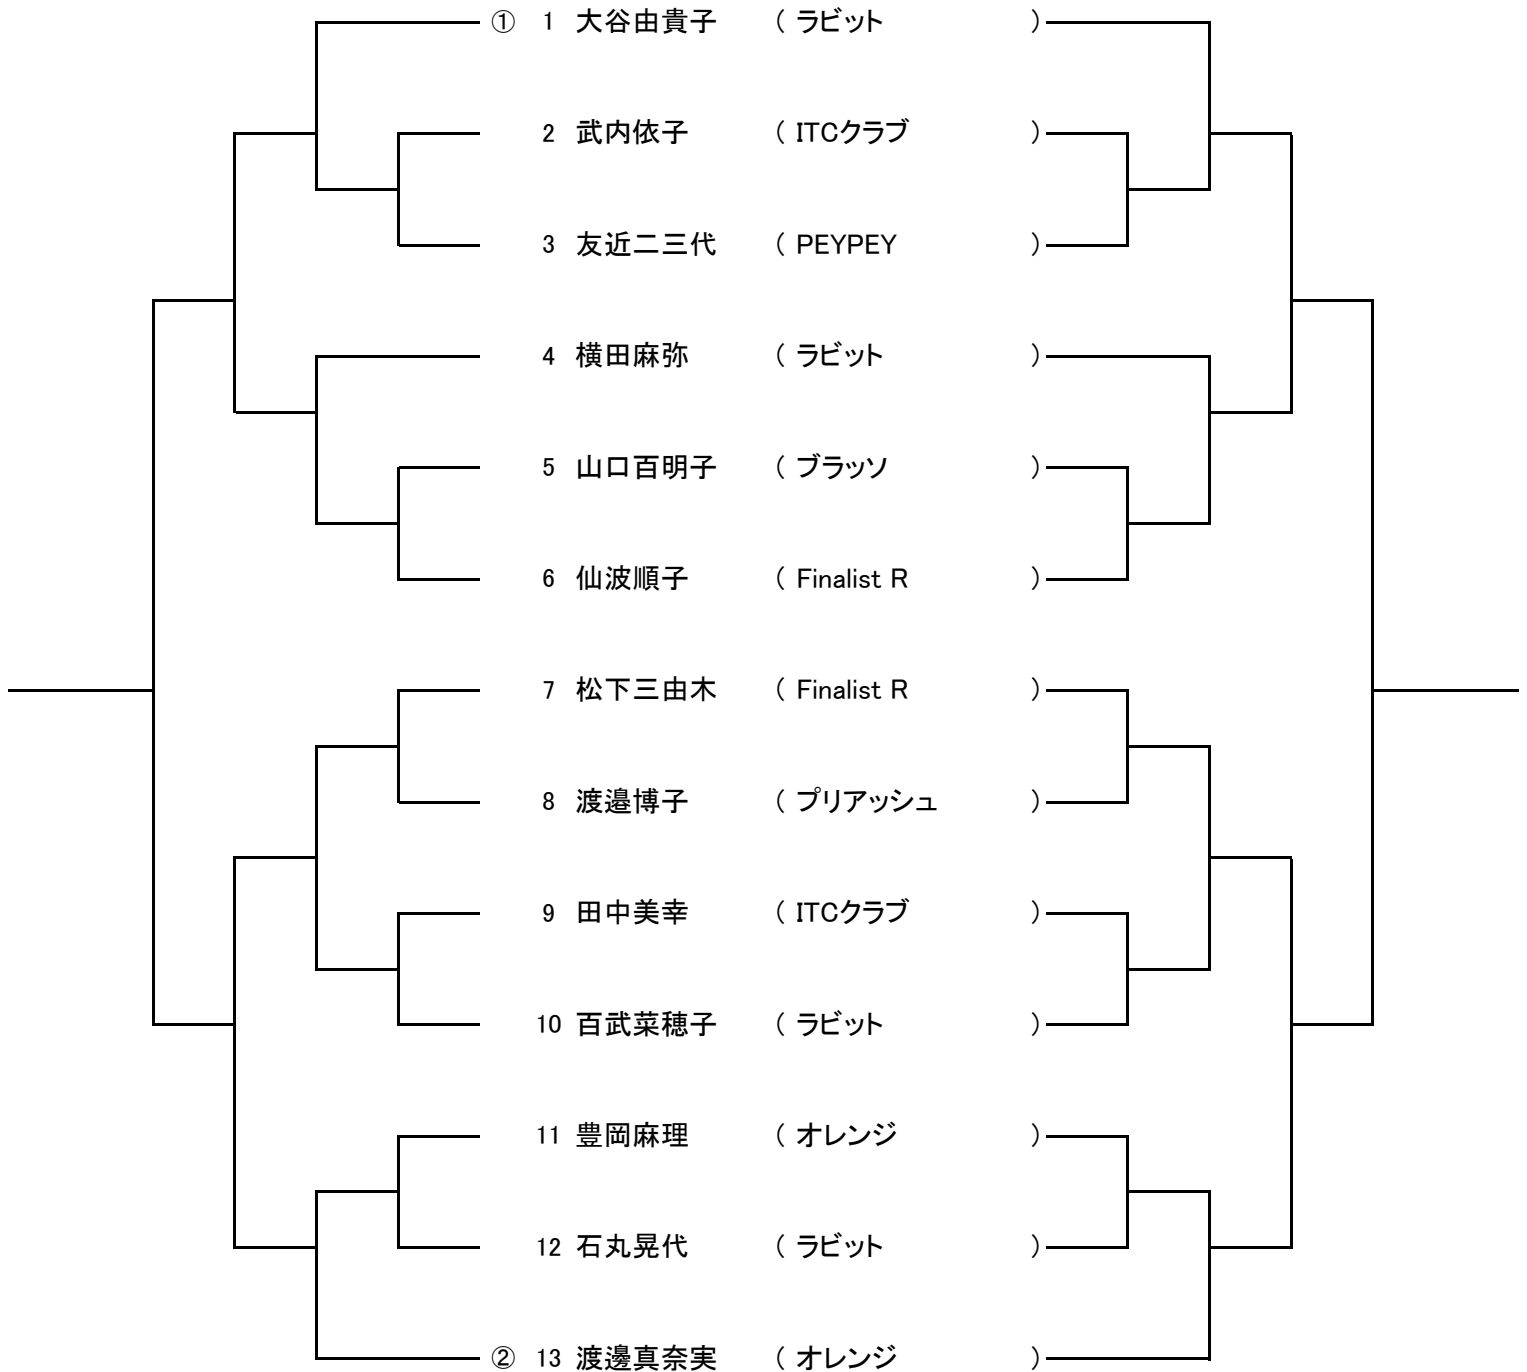 ① 1 大谷由貴子 ( ラビット )
2 武内依子 ( ITCクラブ )
3 友近二三代 ( PEYPEY )
4 横田麻弥 ( ラビット )
5 山口百明子 ( ブラッソ )
6 仙波順子 ( Finalist R )
7 松下三由木 ( Finalist R )
8 渡邉博子 ( プリアッシュ )
9 田中美幸 ( ITCクラブ )
10 百武菜穂子 ( ラビット )
11 豊岡麻理 ( オレンジ )
12 石丸晃代 ( ラビット )
② 13 渡邊真奈実 ( オレンジ )